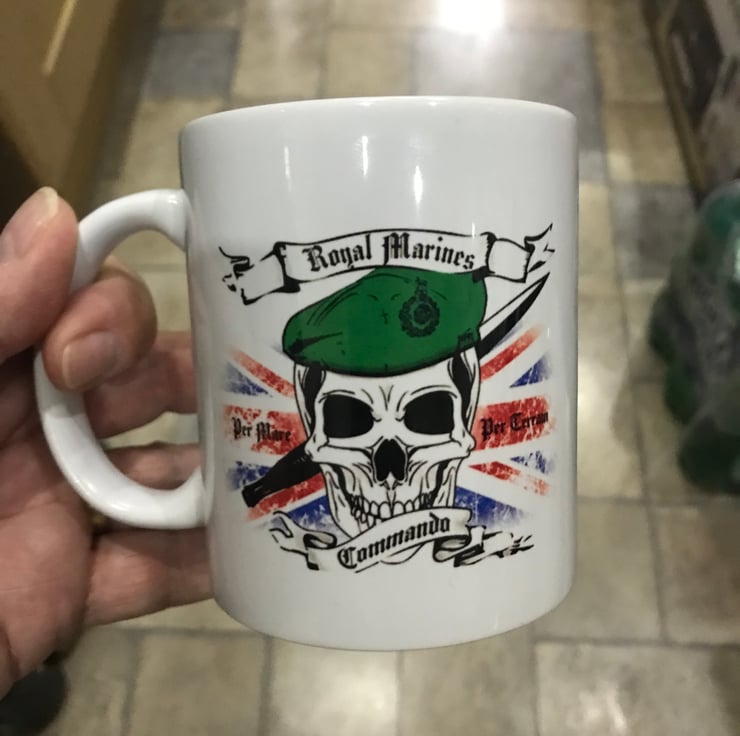 Royal Marines
Per Mare
Per Terram
Commando